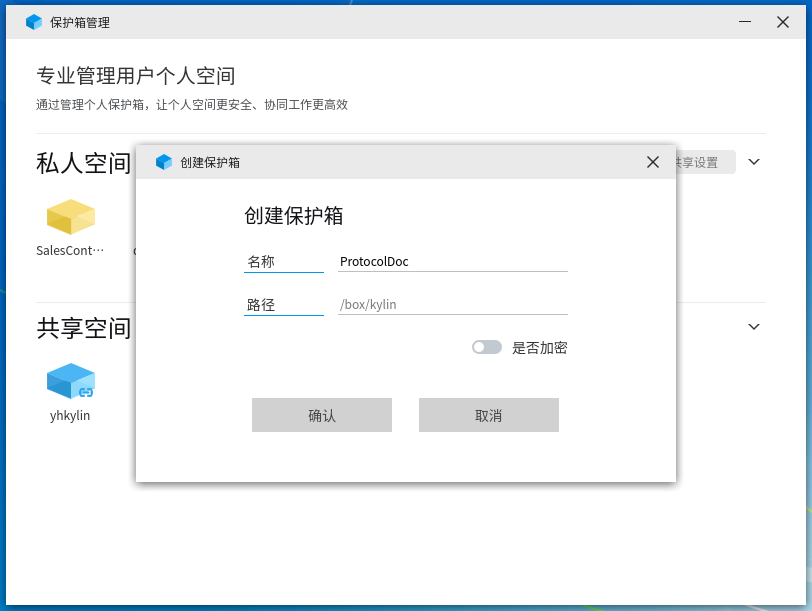 保护箱管理
专业管理用户个人空间
通过管理个人保护箱，让个人空间更安全、协同工作更高效
私人空间
享设置
SalesCont···
创建保护箱
创建保护箱
名称
ProtocolDoc
路径
/box/kylin
是否加密
确认
取消
共享空间
yhkylin